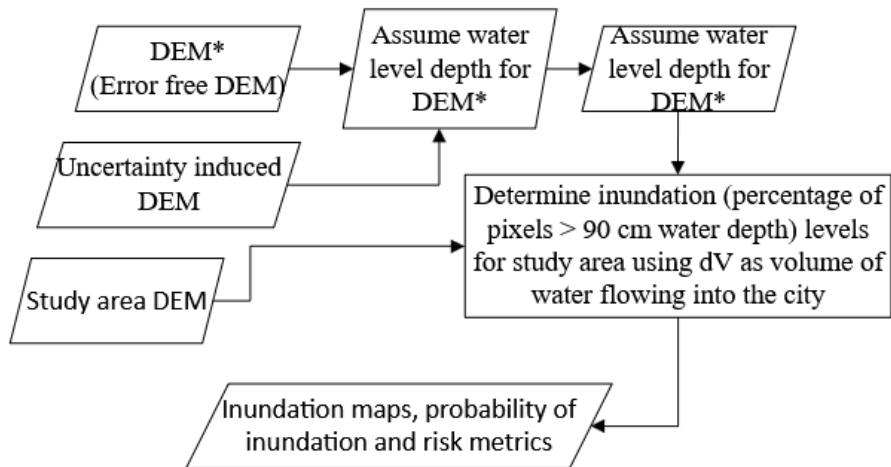 DEM*
(Error free DEM)
Assume water
level depth for
DEM*
Assume water
level depth for
DEM*
Uncertainty induced
DEM
Determine inundation (percentage of
pixels > 90 cm water depth) levels
for study area using dV as volume of
water flowing into the city
Study area DEM
Inundation maps, probability of
inundation and risk metrics